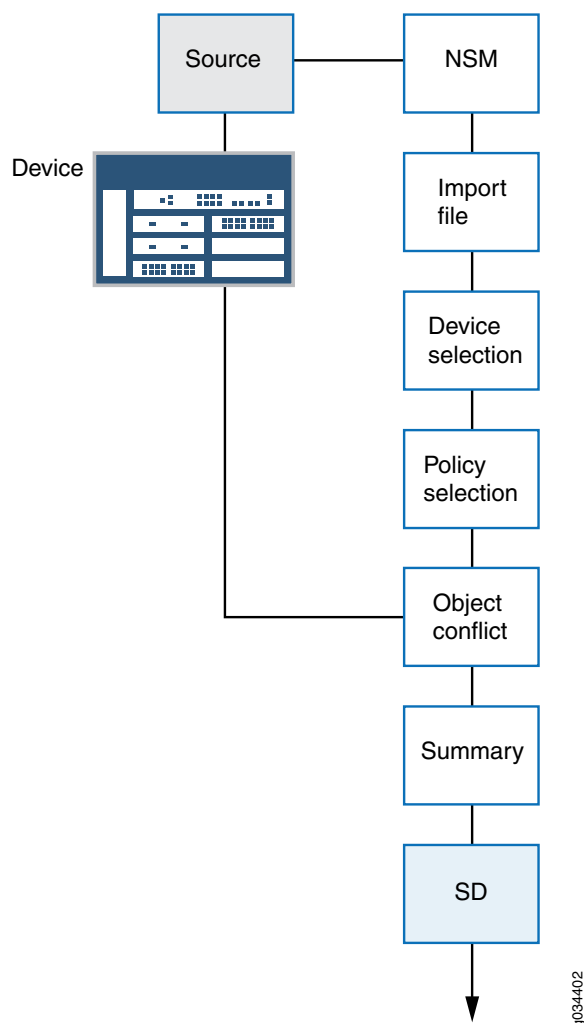 Source
NSM
Device
Import
file
Device
selection
Policy
selection
Object
conflict
Summary
SD
g034402